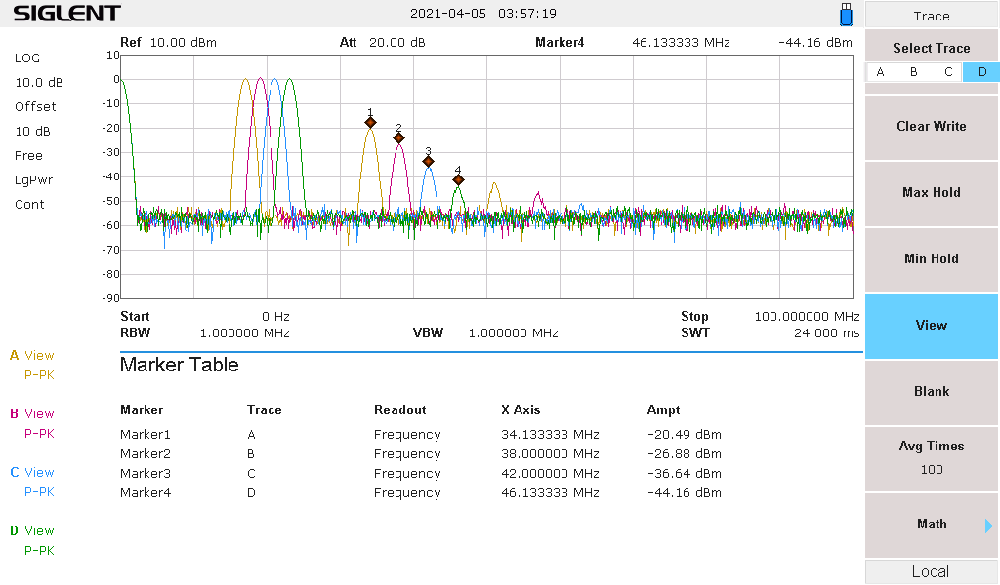 SIGLENT 2021-04-05 03:57:19
Trace
Ref 10.00 dBm Att 20.00 dB Marker4 46.133333 MHz -44.16 dBm
Select Trace
A B C D
LOG
10.0 dB
Offset
10 dB
Free
LgPwr
Cont
10
0
-10
-20
-30
-40
-50
-60
-70
-80
-90
1
2
3
4
Start 0 Hz Stop 100.000000 MHz
RBW 1.000000 MHz VBW 1.000000 MHz SWT 24.000 ms
A View
P-PK
B View
P-PK
C View
P-PK
D View
P-PK
Marker Table
Marker Trace Readout X Axis Ampt
Marker1 A Frequency 34.133333 MHz -20.49 dBm
Marker2 B Frequency 38.000000 MHz -26.88 dBm
Marker3 C Frequency 42.000000 MHz -36.64 dBm
Marker4 D Frequency 46.133333 MHz -44.16 dBm
Clear Write
Max Hold
Min Hold
View
Blank
Avg Times
100
Math
Local